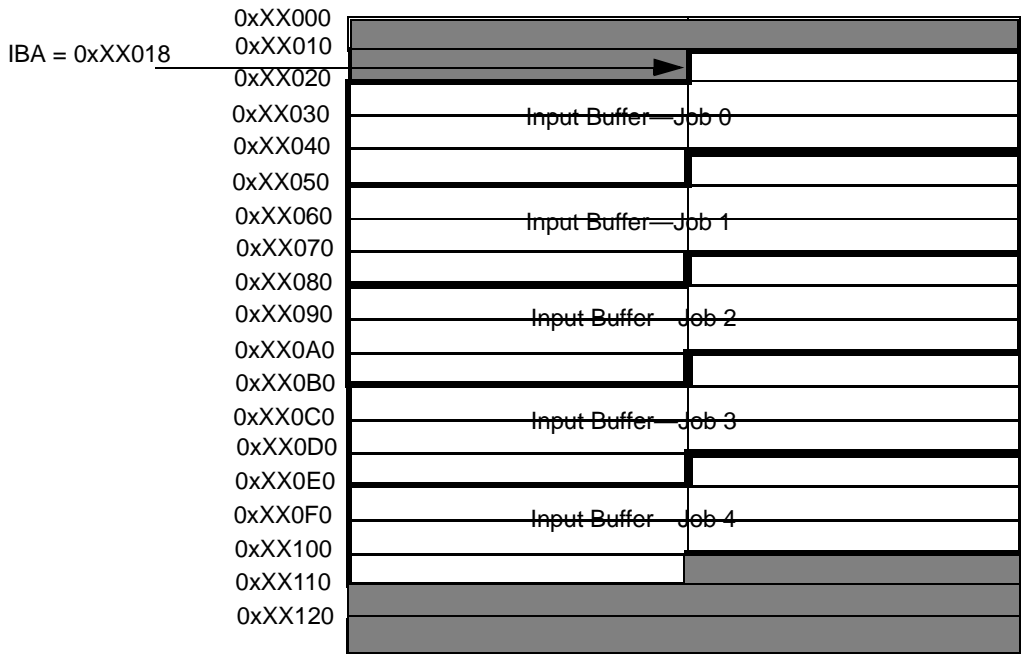 0xXX000
0xXX010
IBA = 0xXX018
0xXX020
0xXX030
Input Buffer—Job 0
0xXX040
0xXX050
0xXX060
Input Buffer—Job 1
0xXX070
0xXX080
0xXX090
Input Buffer—Job 2
0xXX0A0
0xXX0B0
0xXX0C0
Input Buffer—Job 3
0xXX0D0
0xXX0E0
0xXX0F0
Input Buffer—Job 4
0xXX100
0xXX110
0xXX120